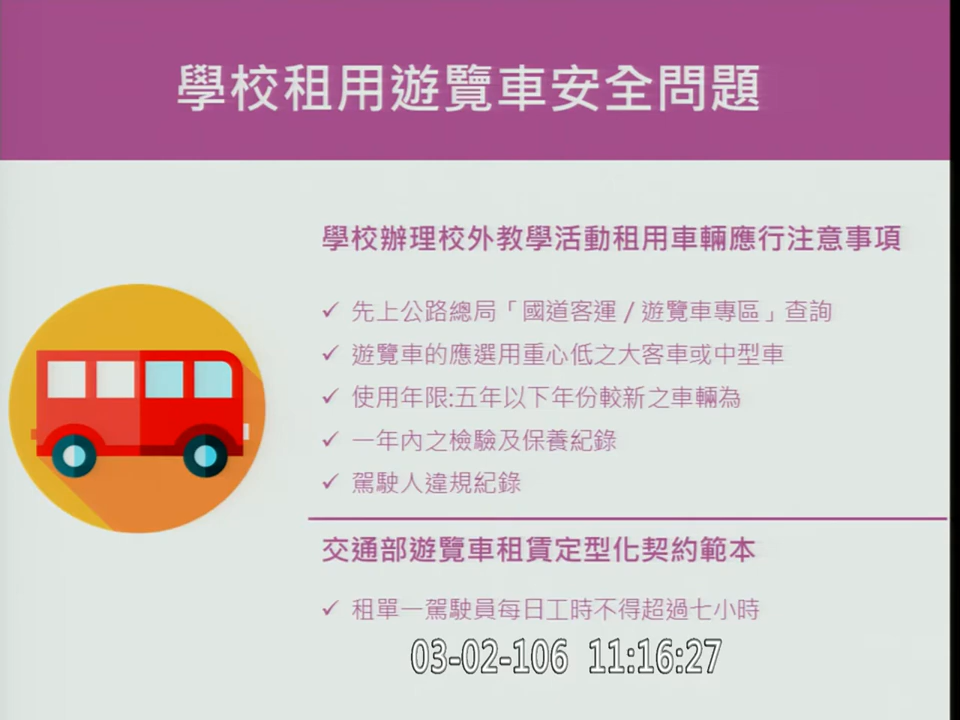 學校租用遊覽車安全問題
學校辦理校外教學活動租用車輛應行注意事項
✓ 先上公路總局「國道客運/遊覽車專區」查詢
✓ 遊覽車的應選用重心低之大客車或中型車
✓ 使用年限:五年以下年份較新之車輛為
✓ 一年內之檢驗及保養紀錄
✓ 駕駛人違規紀錄
交通部遊覽車租賃定型化契約範本
✓ 租單一駕駛員每日工時不得超過七小時
03-02-106 11:16:27